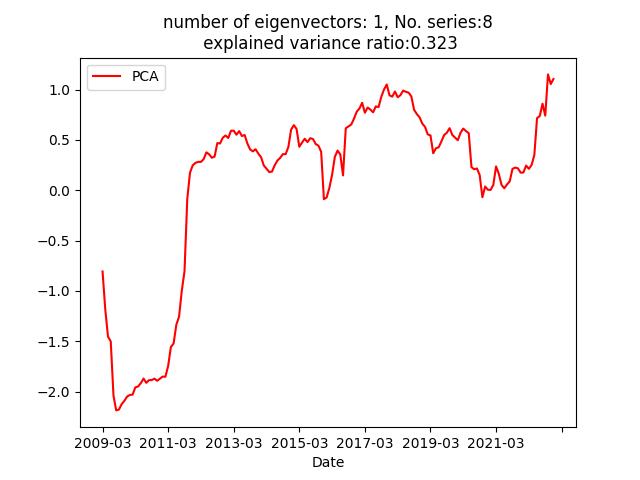 number of eigenvectors: 1, No. series:8
explained variance ratio:0.323
PCA
1.0
0.5
0.0
−0.5
−1.0
−1.5
−2.0
2009-03 2011-03 2013-03 2015-03 2017-03 2019-03 2021-03
Date